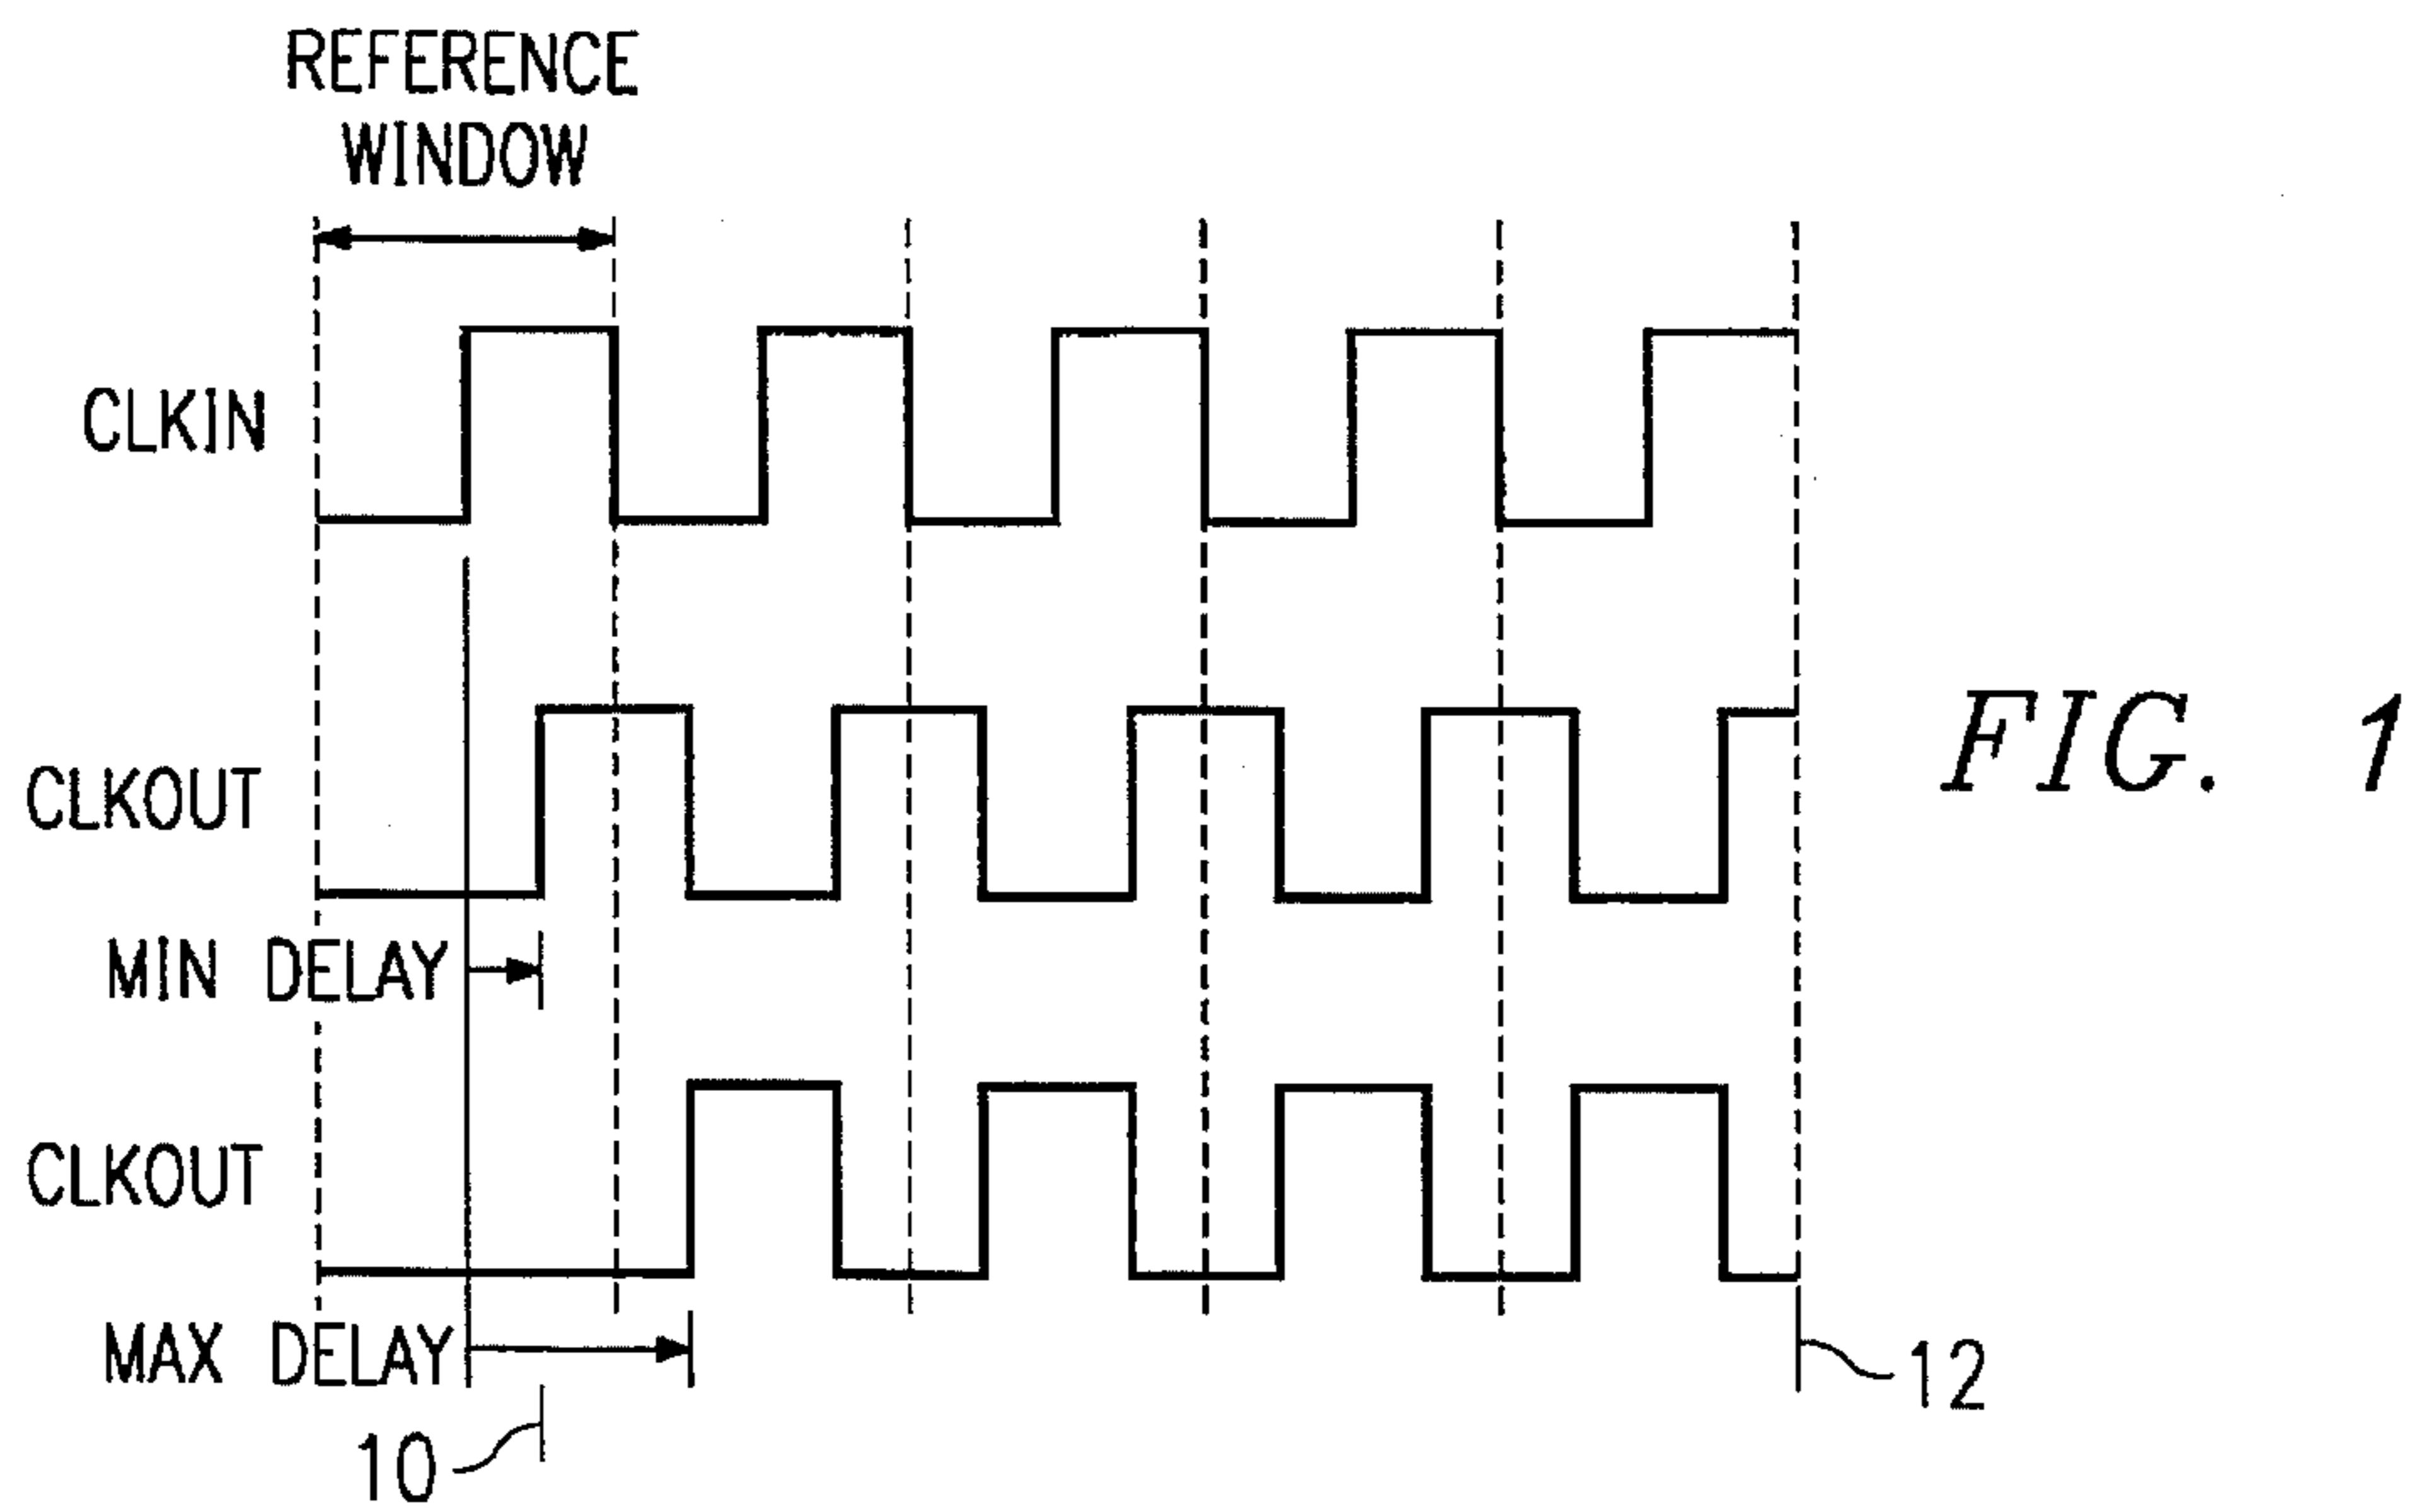 REFERENCE
WINDOW
CLKIN
CLKOUT
MIN DELAY
CLKOUT
MAX DELAY
10
12
FIG. 1